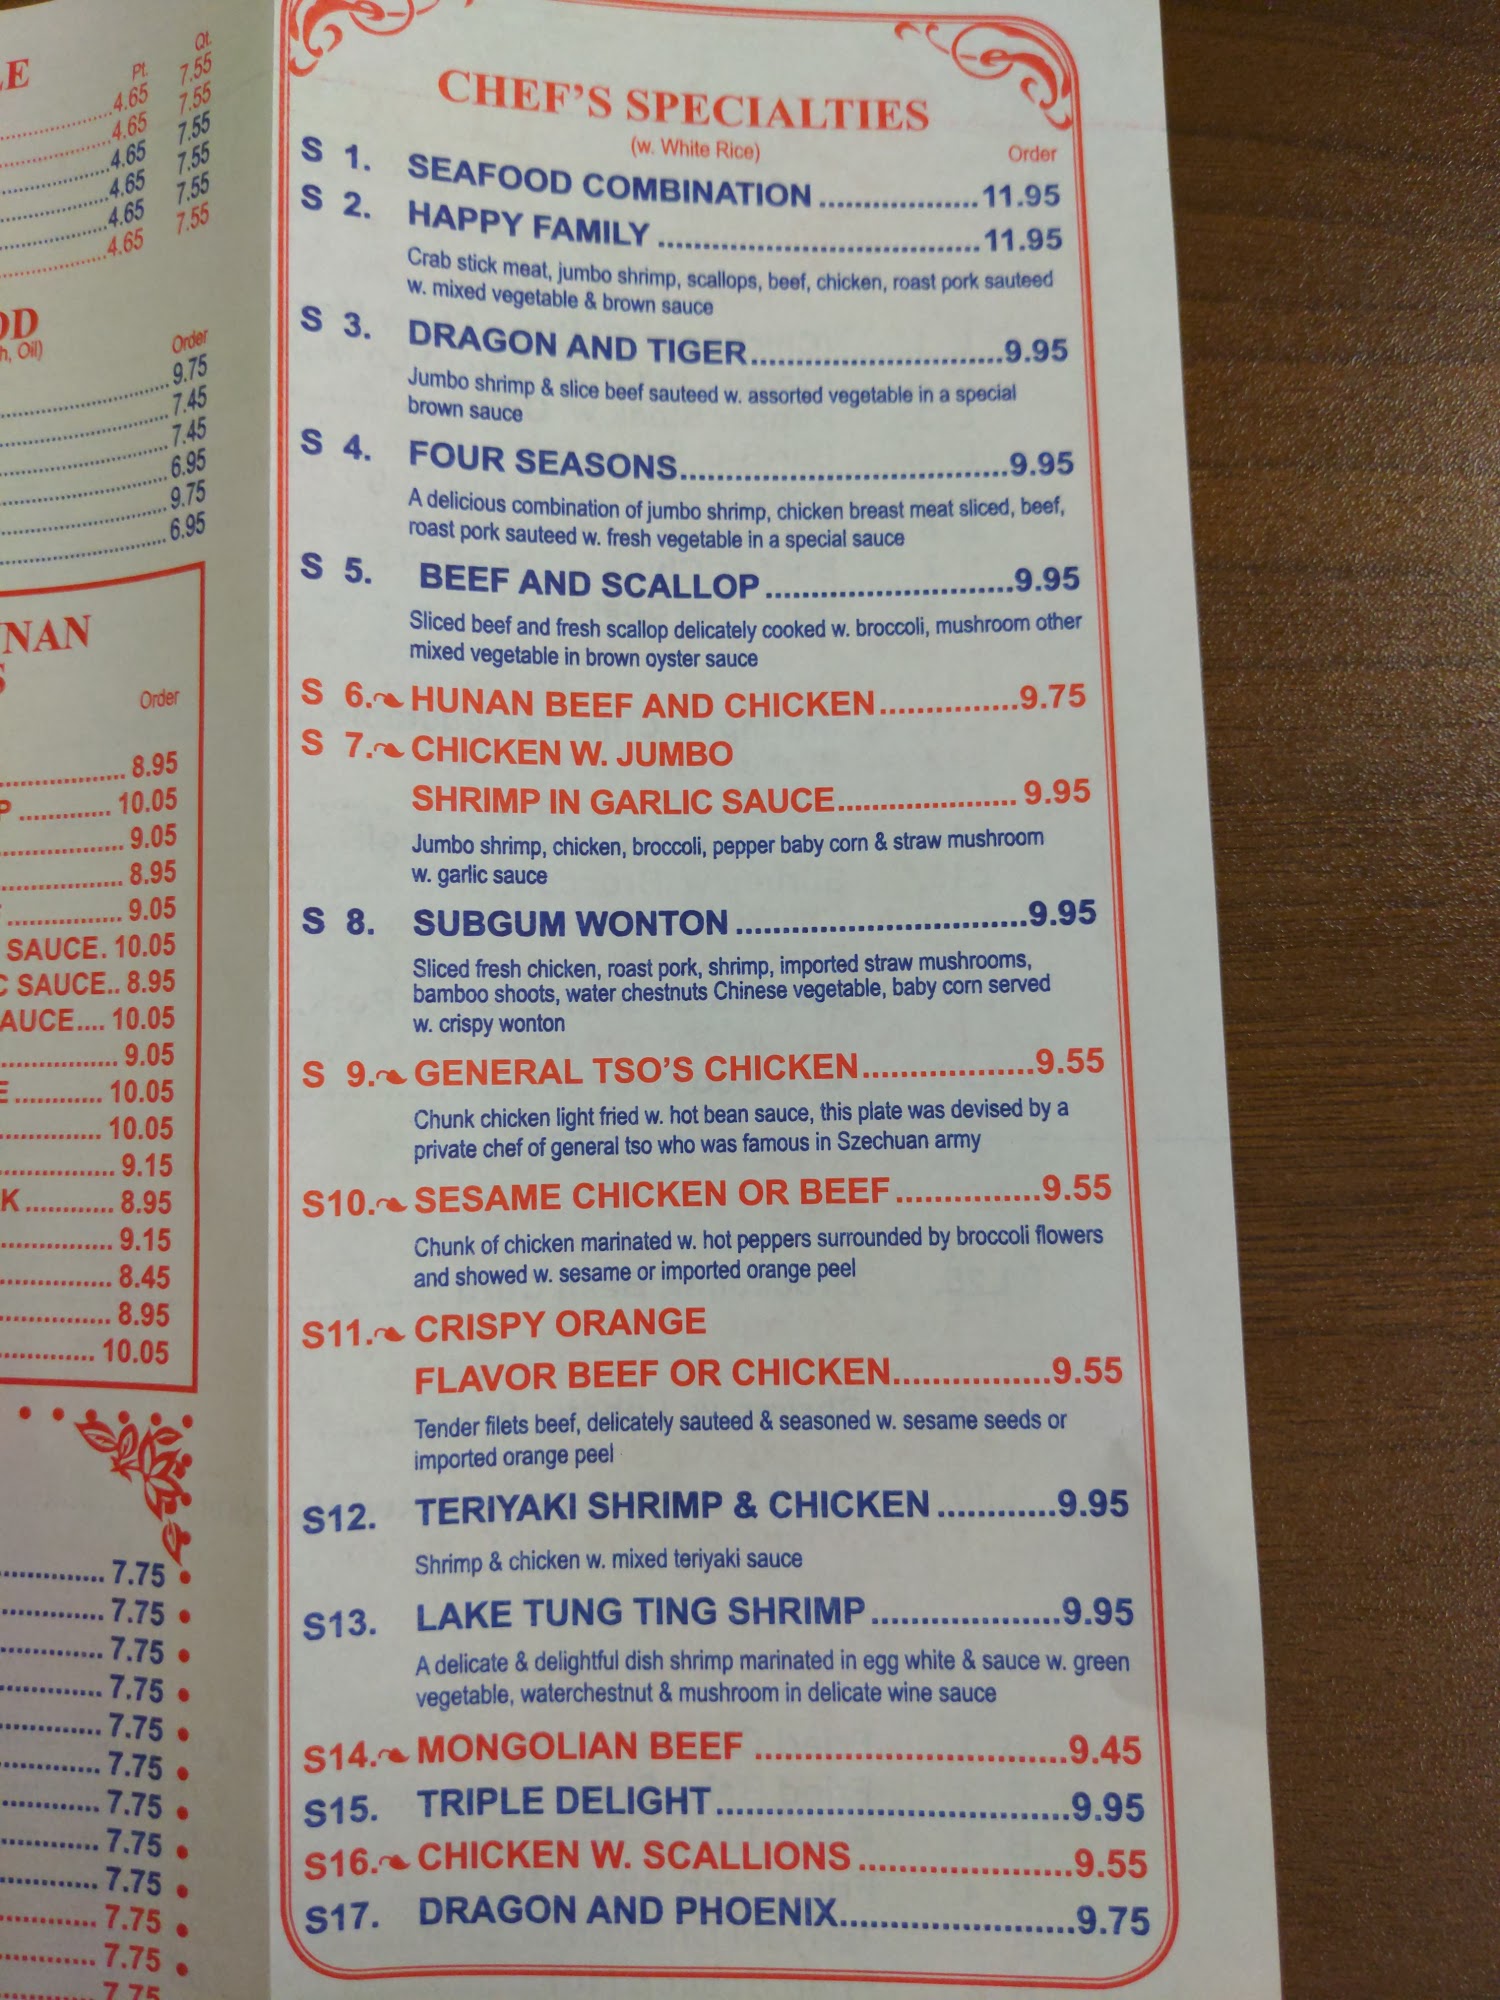 LE
Pt. Qt.
4.65 7.55
4.65 7.55
4.65 7.55
4.65 7.55
4.65 7.55
4.65 7.55
OD
h, Oil) Order
9.75
7.45
7.45
6.95
9.75
6.95
NAN
S
Order
8.95
P ............. 10.05
9.05
8.95
9.05
SAUCE. 10.05
C SAUCE.. 8.95
AUCE.... 10.05
9.05
E ............ 10.05
10.05
9.15
K ............ 8.95
9.15
8.45
8.95
10.05
7.75
7.75
7.75
7.75
7.75
7.75
7.75
7.75
7.75
7.75
7.75
7.75
CHEF'S SPECIALTIES
(w. White Rice) Order
S 1. SEAFOOD COMBINATION .................. 11.95
S 2. HAPPY FAMILY .................................... 11.95
Crab stick meat, jumbo shrimp, scallops, beef, chicken, roast pork sauteed
w. mixed vegetable & brown sauce
S 3. DRAGON AND TIGER............................ 9.95
Jumbo shrimp & slice beef sauteed w. assorted vegetable in a special
brown sauce
S 4. FOUR SEASONS.................................... 9.95
A delicious combination of jumbo shrimp, chicken breast meat sliced, beef,
roast pork sauteed w. fresh vegetable in a special sauce
S 5. BEEF AND SCALLOP ........................... 9.95
Sliced beef and fresh scallop delicately cooked w. broccoli, mushroom other
mixed vegetable in brown oyster sauce
S 6. HUNAN BEEF AND CHICKEN............... 9.75
S 7. CHICKEN W. JUMBO
SHRIMP IN GARLIC SAUCE.................... 9.95
Jumbo shrimp, chicken, broccoli, pepper baby corn & straw mushroom
w. garlic sauce
S 8. SUBGUM WONTON ................................ 9.95
Sliced fresh chicken, roast pork, shrimp, imported straw mushrooms,
bamboo shoots, water chestnuts Chinese vegetable, baby corn served
w. crispy wonton
S 9. GENERAL TSO'S CHICKEN................... 9.55
Chunk chicken light fried w. hot bean sauce, this plate was devised by a
private chef of general tso who was famous in Szechuan army
S10. SESAME CHICKEN OR BEEF ................ 9.55
Chunk of chicken marinated w. hot peppers surrounded by broccoli flowers
and showed w. sesame or imported orange peel
S11. CRISPY ORANGE
FLAVOR BEEF OR CHICKEN................. 9.55
Tender filets beef, delicately sauteed & seasoned w. sesame seeds or
imported orange peel
S12. TERIYAKI SHRIMP & CHICKEN ............. 9.95
Shrimp & chicken w. mixed teriyaki sauce
S13. LAKE TUNG TING SHRIMP .................... 9.95
A delicate & delightful dish shrimp marinated in egg white & sauce w. green
vegetable, waterchestnut & mushroom in delicate wine sauce
S14. MONGOLIAN BEEF .................................. 9.45
S15. TRIPLE DELIGHT...................................... 9.95
S16. CHICKEN W. SCALLIONS ....................... 9.55
S17. DRAGON AND PHOENIX......................... 9.75